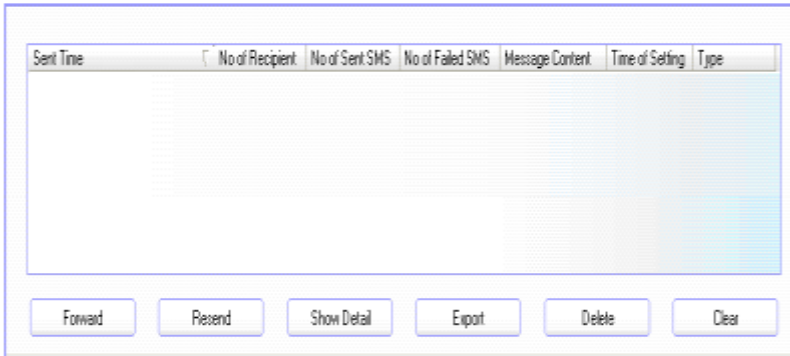 Sent Time No of Recipient No of Sent SMS No of Failed SMS Message Content Time of Setting Type
Forward Resend Show Detail Export Delete Clear